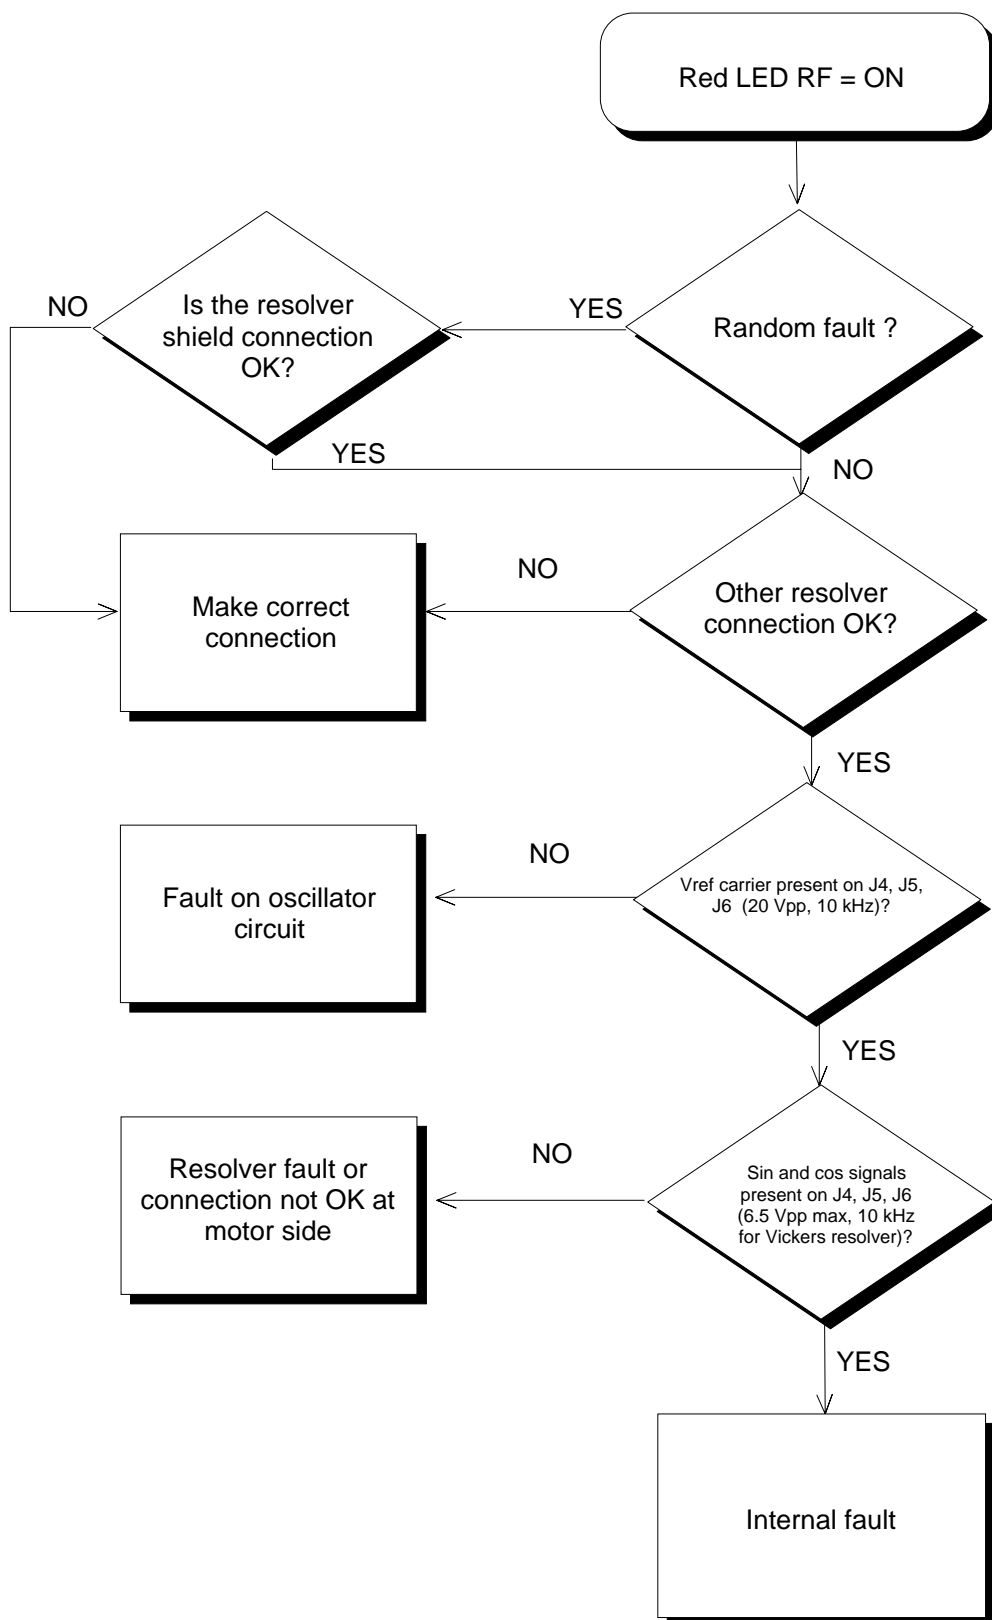 Red LED RF = ON
Random fault ?
YES
NO
Is the resolver
shield connection
OK?
NO
YES
Other resolver
connection OK?
NO
YES
Make correct
connection
Vref carrier present on J4, J5,
J6 (20 Vpp, 10 kHz)?
NO
YES
Fault on oscillator
circuit
Sin and cos signals
present on J4, J5, J6
(6.5 Vpp max, 10 kHz
for Vickers resolver)?
NO
YES
Resolver fault or
connection not OK at
motor side
Internal fault